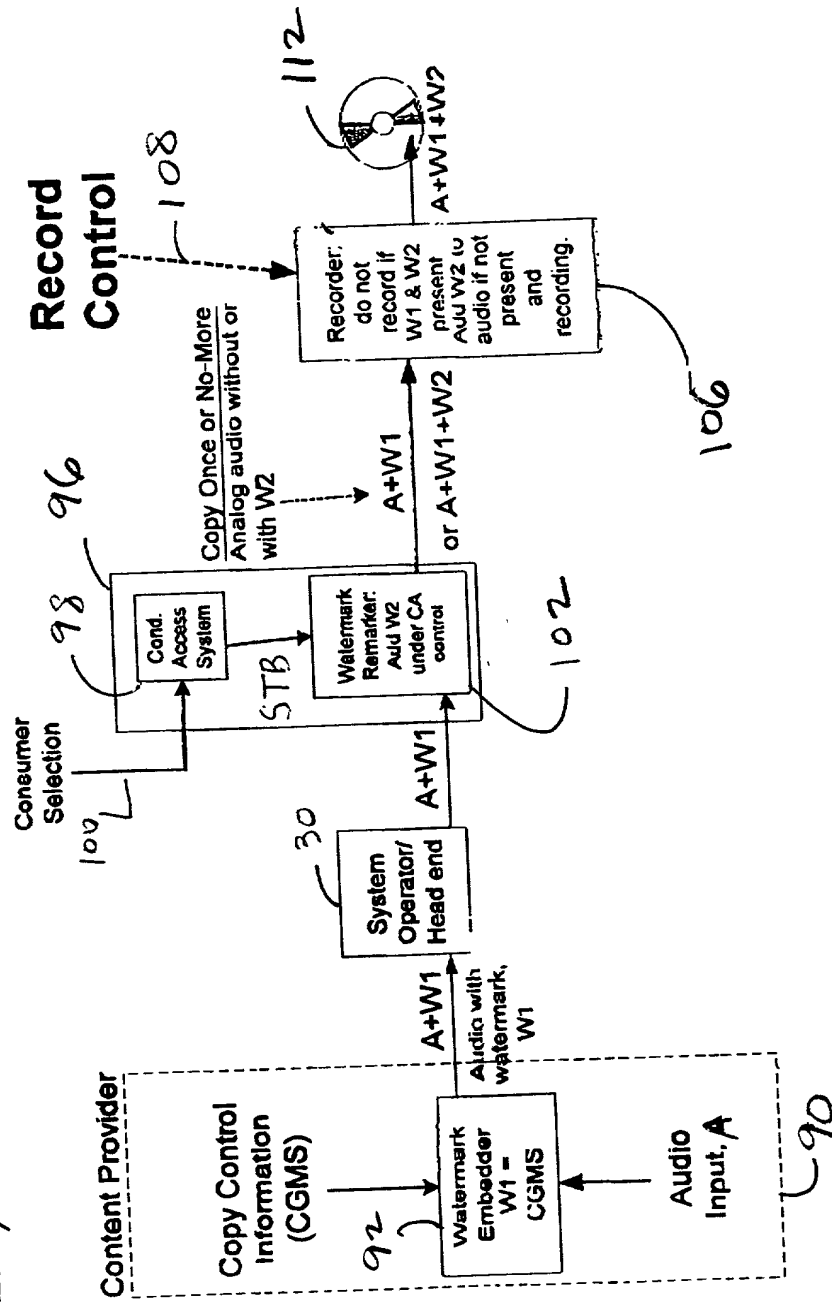 Content Provider
Copy Control
Information
(CGMS)
92
Watermark
Embedder
W1 =
CGMS
Audio
Input, A
90
A+W1
Audio with
watermark,
W1
30
System
Operator/
Head end
A+W1
Consumer
Selection
100
98
96
Cond.
Access
System
STB
Watermark
Remarker:
Add W2
under CA
control
102
Copy Once or No-More
Analog audio without or
with W2
A+W1
or A+W1+W2
Record
Control
108
Recorder:
do not
record if
W1 & W2
present
Add W2 to
audio if not
present
and
recording.
106
A+W1+W2
112